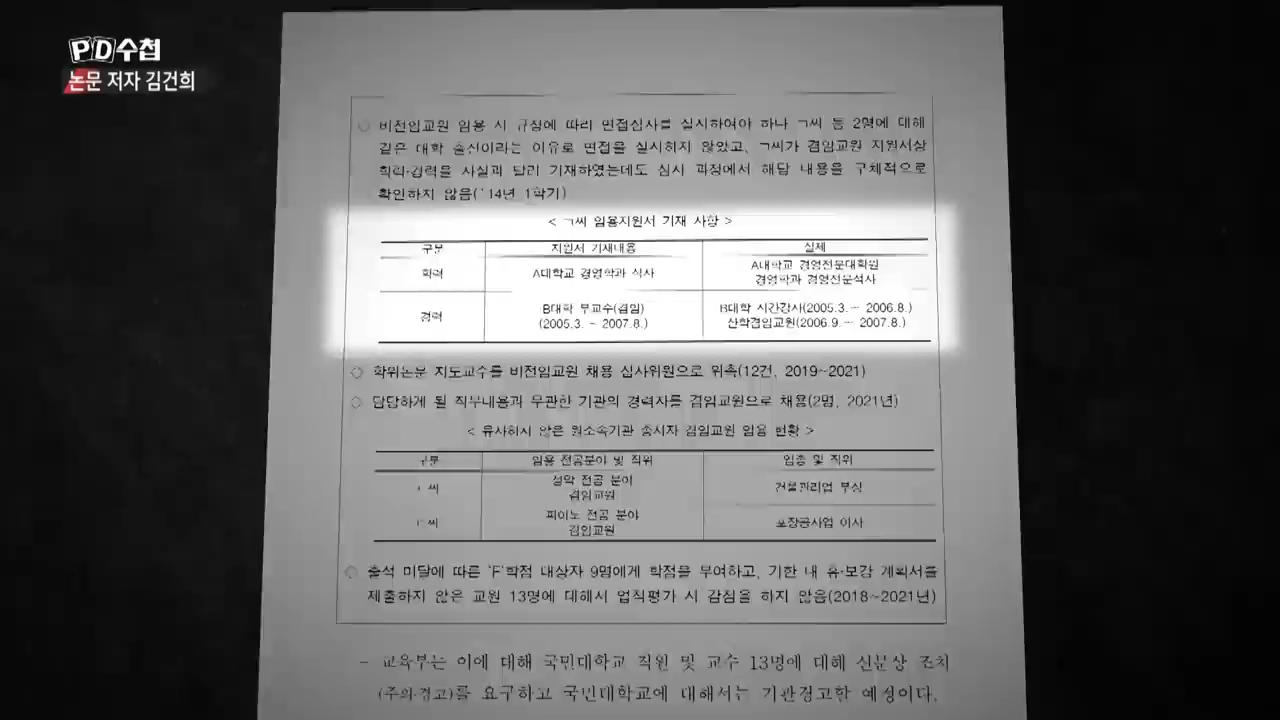 PD수첩
논문 저자 김건희
◇ 비전임교원 임용 시 규정에 따라 면접심사를 실시하여야 하나 ㄱ씨 등 2명에 대해
같은 대학 출신이라는 이유로 면접을 실시하지 않았고, ㄱ씨가 겸임교원 지원서상
학력·경력을 사실과 달리 기재하였는데도 심사 과정에서 해당 내용을 구체적으로
확인하지 않음('14년 1학기)
< ㄱ씨 임용지원서 기재 사항 >
구분 지원서 기재내용 실제
학력 A대학교 경영학과 석사 A대학교 경영전문대학원
경영학과 경영전문석사
경력 B대학 부교수(겸임) B대학 시간강사(2005.3.~ 2006.8.)
(2005.3. ~ 2007.8.) 산학겸임교원(2006.9.~ 2007.8.)
◇ 학위논문 지도교수를 비전임교원 채용 심사위원으로 위촉(12건, 2019~2021)
◇ 담당하게 될 직무내용과 무관한 기관의 경력자를 겸임교원으로 채용(2명, 2021년)
< 유사하지 않은 원소속기관 종사자 겸임교원 임용 현황 >
구분 임용 전공분야 및 직위 업종 및 직위
씨 성악 전공 분야 건물관리업 부장
겸임교원
씨 피아노 전공 분야 포장공사업 이사
겸임교원
◇ 출석 미달에 따른 'F'학점 대상자 9명에게 학점을 부여하고, 기한 내 휴·보강 계획서를
제출하지 않은 교원 13명에 대해서 업적평가 시 감점을 하지 않음(2018~2021년)
- 교육부는 이에 대해 국민대학교 직원 및 교수 13명에 대해 신분상 조치
(주의·경고)를 요구하고 국민대학교에 대해서는 기관경고할 예정이다.